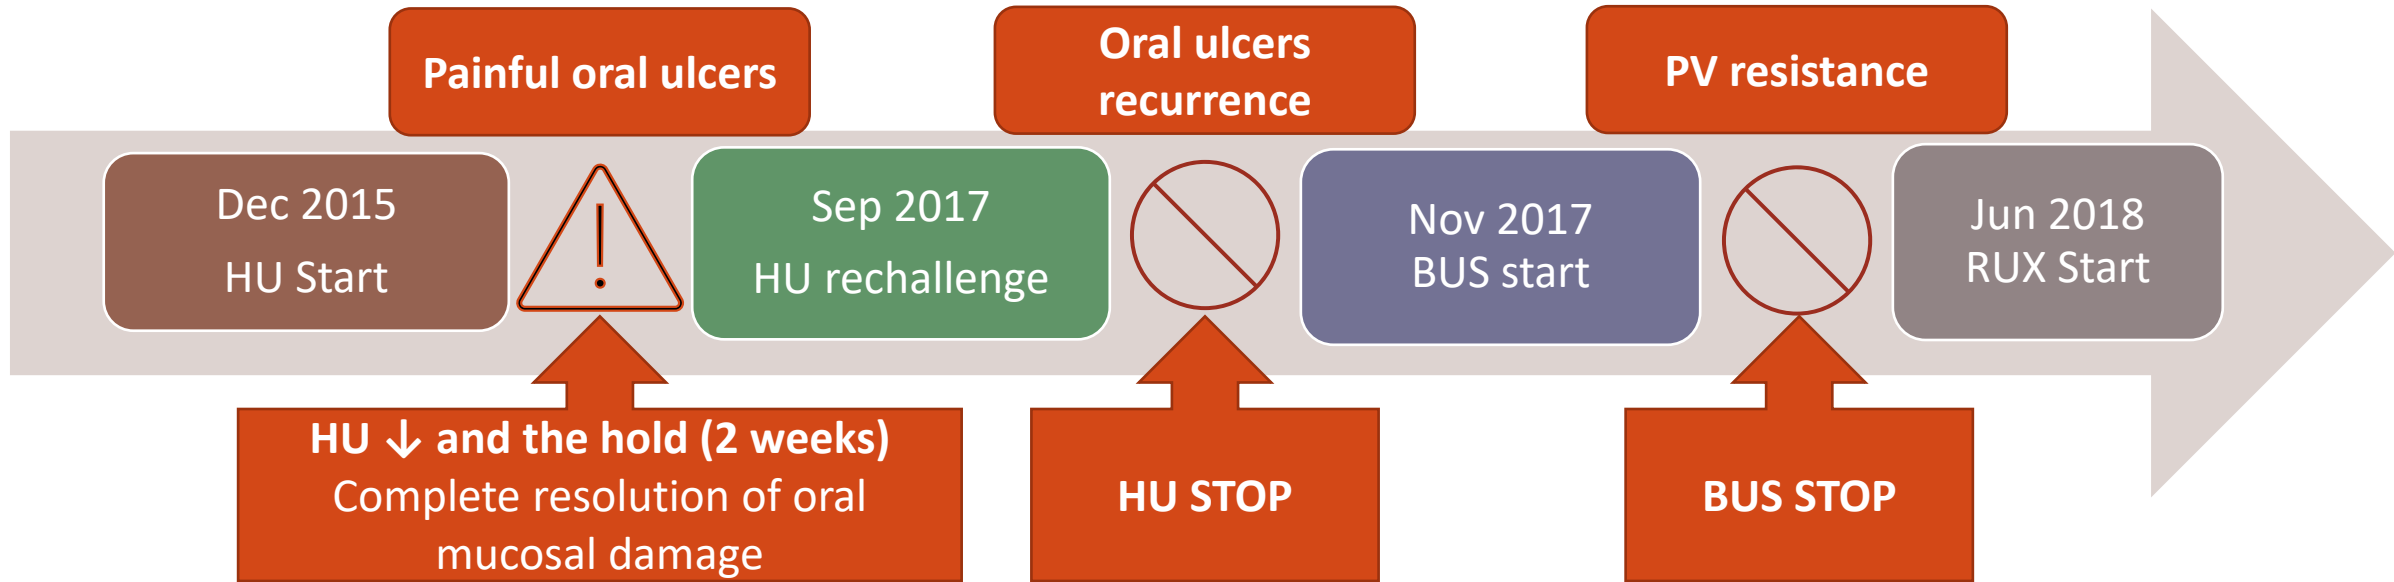 Painful oral ulcers
Oral ulcers
recurrence
PV resistance
Dec 2015
HU Start
Sep 2017
HU rechallenge
Nov 2017
BUS start
Jun 2018
RUX Start
HU ↓ and the hold (2 weeks)
Complete resolution of oral
mucosal damage
HU STOP
BUS STOP